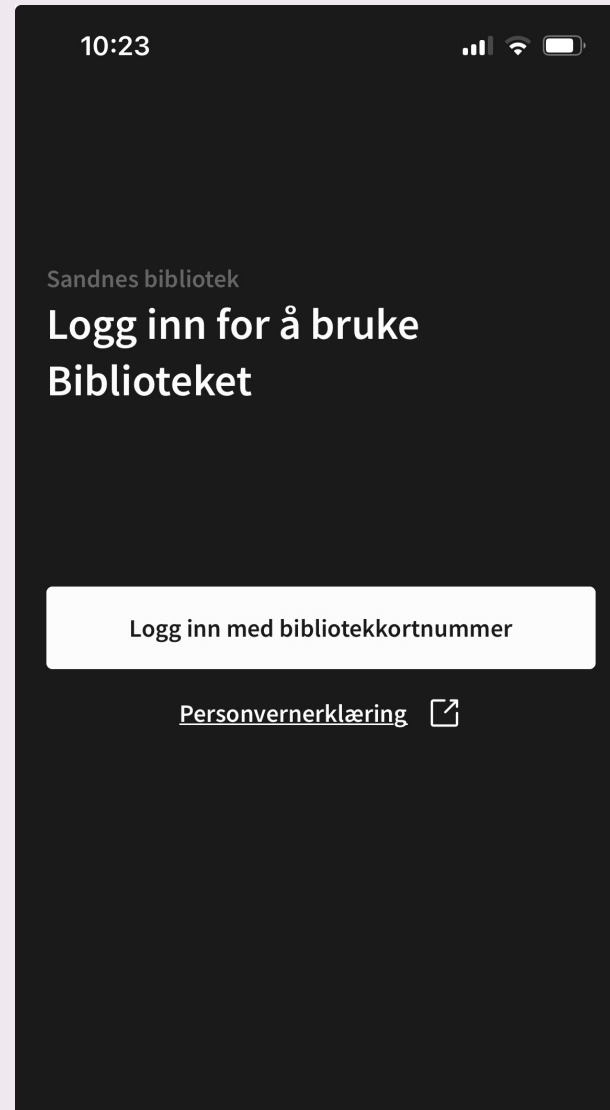 10:23
Sandnes bibliotek
Logg inn for å bruke
Biblioteket
Logg inn med bibliotekkortnummer
Personvernerklæring